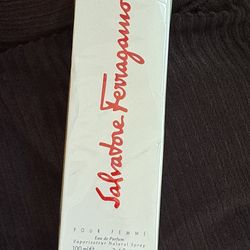 Salvatore Ferragamo
POUR FEMME
Eau de Parfum
Vaporisateur Natural Spray
100 ml e